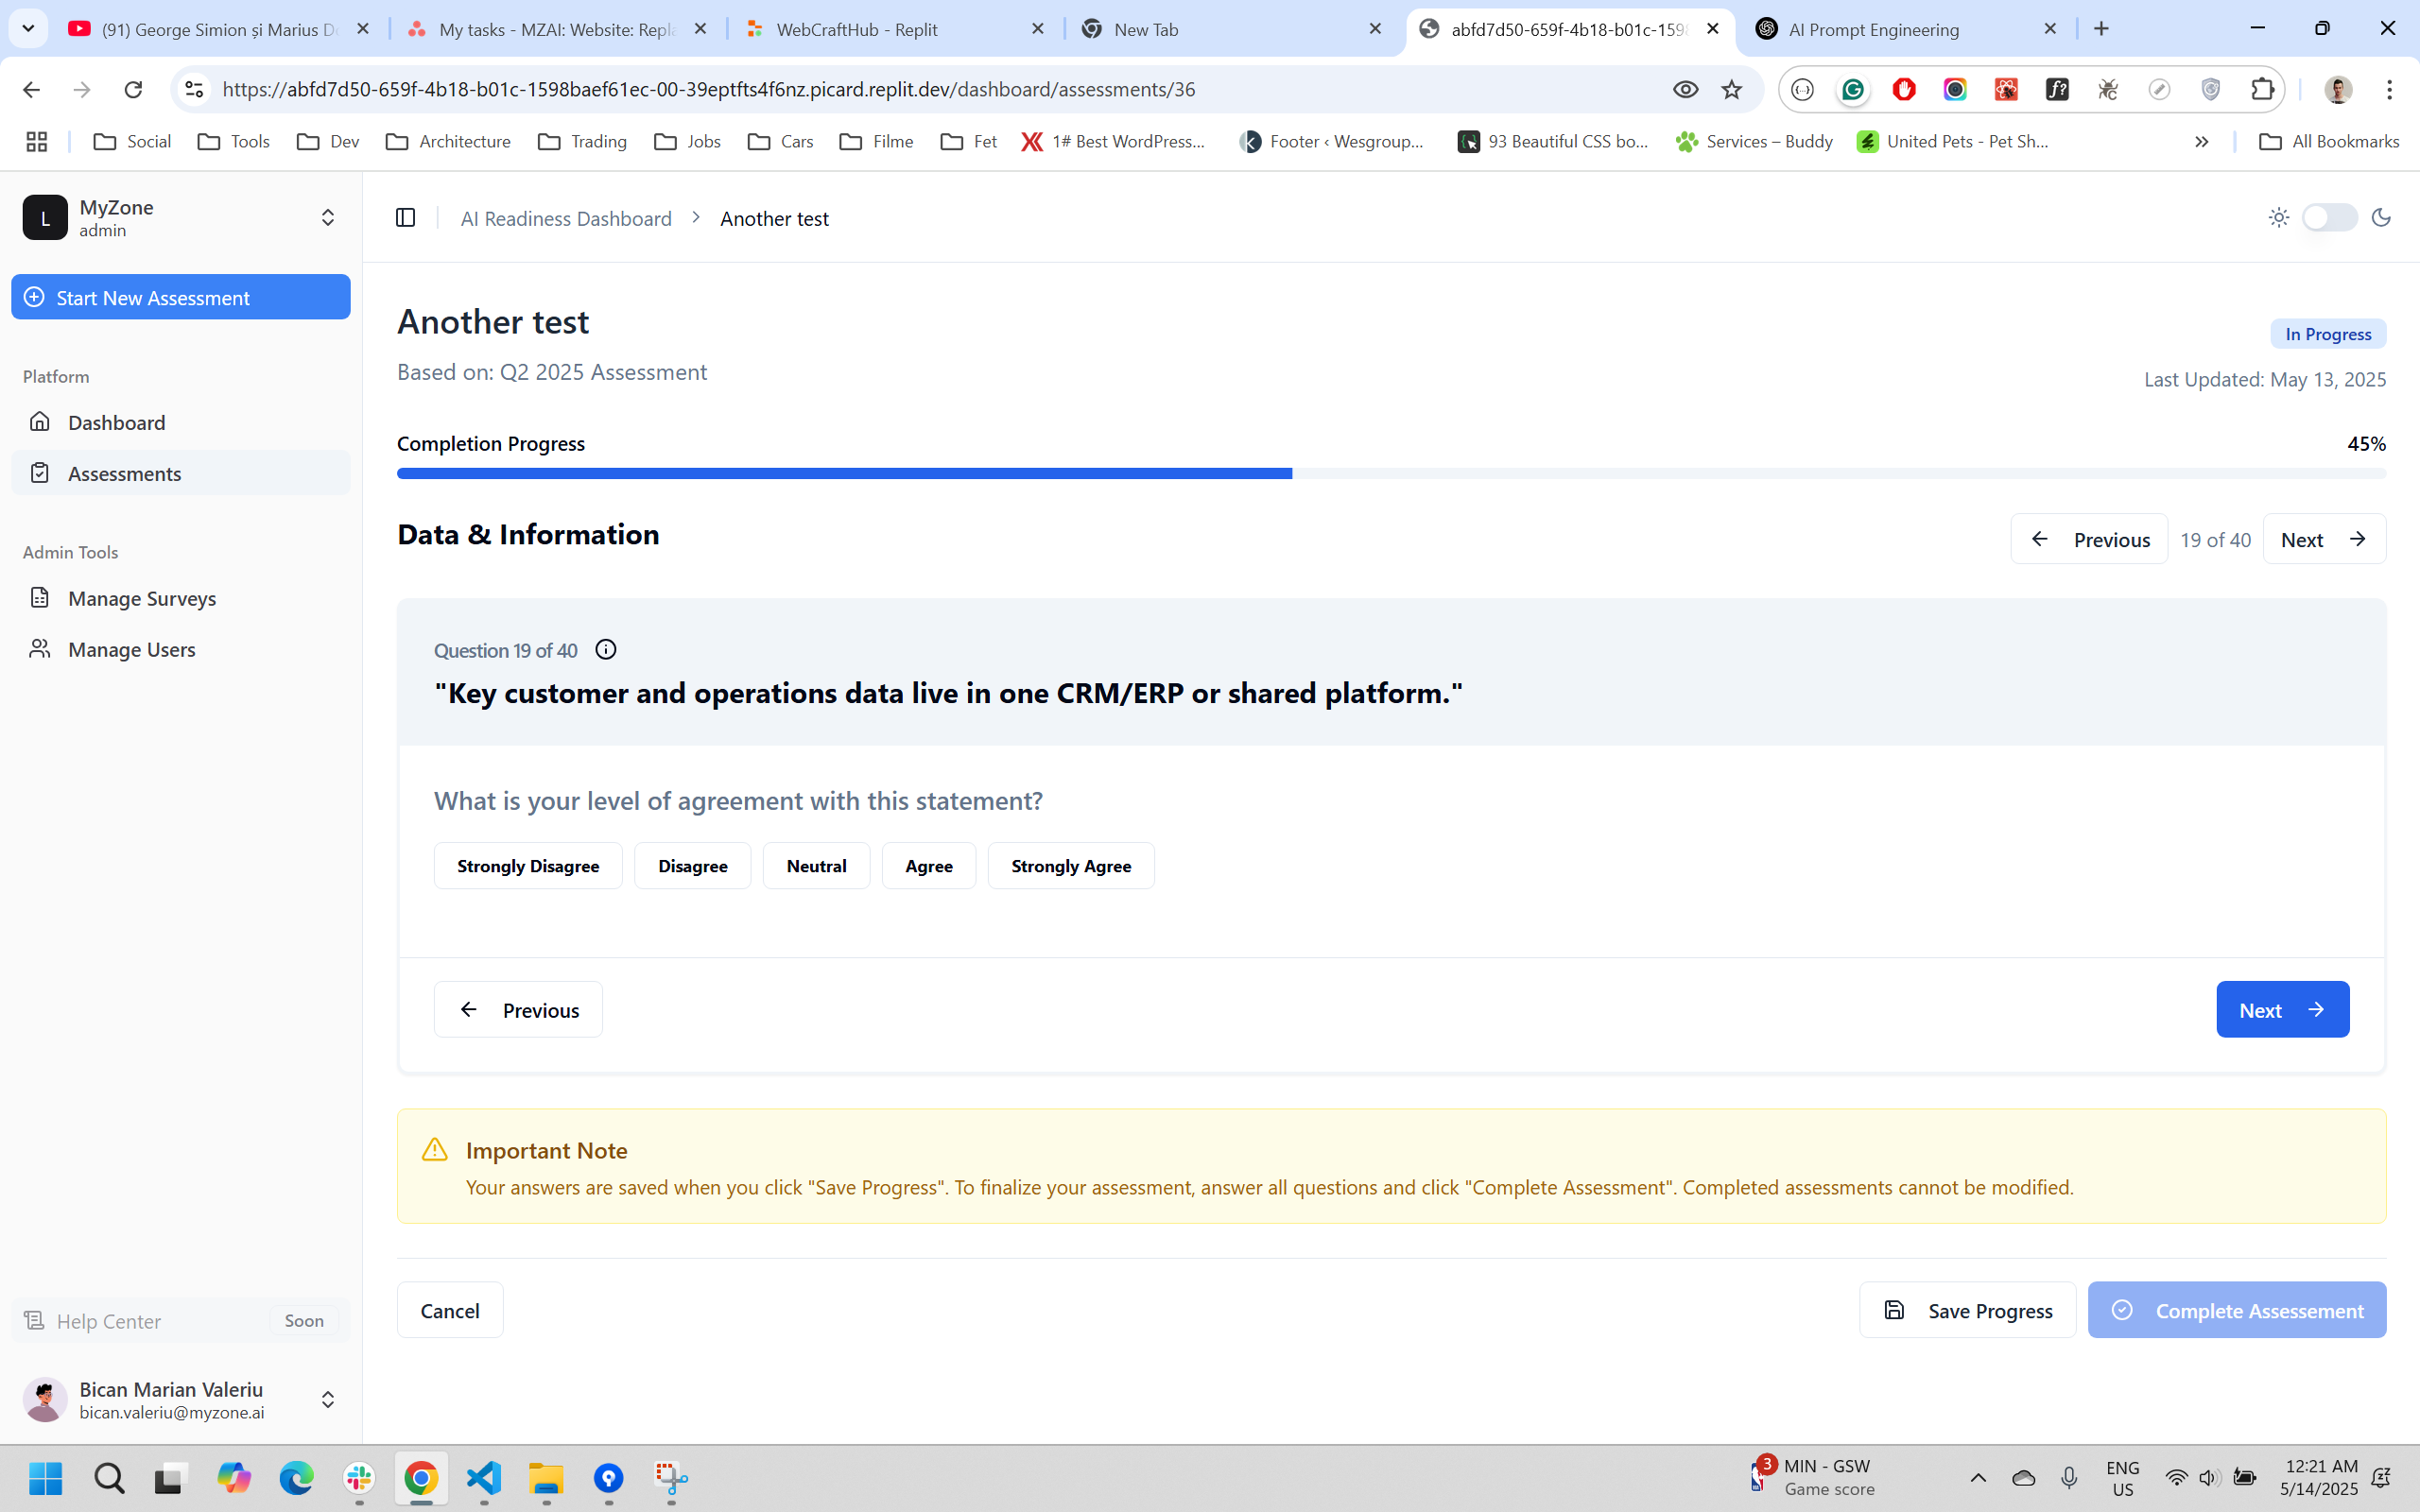 (91) George Simion și Marius D
My tasks - MZAI: Website: Repla
WebCraftHub - Replit
New Tab
abfd7d50-659f-4b18-b01c-159
AI Prompt Engineering
https://abfd7d50-659f-4b18-b01c-1598baef61ec-00-39eptfts4f6nz.picard.replit.dev/dashboard/assessments/36
Social
Tools
Dev
Architecture
Trading
Jobs
Cars
Filme
Fet
1# Best WordPress...
Footer ‹ Wesgroup...
93 Beautiful CSS bo...
Services – Buddy
United Pets - Pet Sh...
All Bookmarks
L
MyZone
admin
AI Readiness Dashboard > Another test
Start New Assessment
Platform
Dashboard
Assessments
Admin Tools
Manage Surveys
Manage Users
Help Center
Soon
Bican Marian Valeriu
bican.valeriu@myzone.ai
Another test
In Progress
Based on: Q2 2025 Assessment
Last Updated: May 13, 2025
Completion Progress
45%
Data & Information
Previous
19 of 40
Next
Question 19 of 40
"Key customer and operations data live in one CRM/ERP or shared platform."
What is your level of agreement with this statement?
Strongly Disagree
Disagree
Neutral
Agree
Strongly Agree
Previous
Next
Important Note
Your answers are saved when you click "Save Progress". To finalize your assessment, answer all questions and click "Complete Assessment". Completed assessments cannot be modified.
Cancel
Save Progress
Complete Assessement
3
MIN - GSW
Game score
ENG
US
12:21 AM
5/14/2025